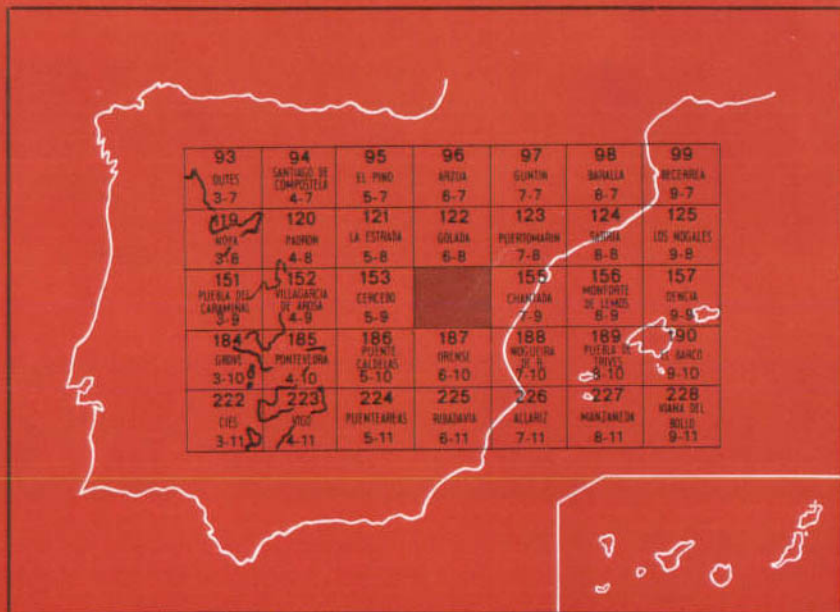 93 94 95 96 97 98 99
OUTES SANTIAGO DE COMPOSTELA EL PINO ARZUA GUNTIN BARALLA BECERREA
3-7 4-7 5-7 6-7 7-7 8-7 9-7
119 120 121 122 123 124 125
NOYA PADRON LA ESTRADA GOLADA PUERTOMARIN SARRIA LOS NOGALES
3-8 4-8 5-8 6-8 7-8 8-8 9-8
151 152 153 155 156 157
PUEBLA DEL CARAMIÑAL VILLAGARCIA DE AROSA CERCEDO CHANTADA MONFORTE DE LEMOS OENCIA
3-9 4-9 5-9 7-9 8-9 9-9
184 185 186 187 188 189 190
GROVE PONTEVEDRA PUENTE CALDELAS ORENSE NOGUEIRA DE R. PUEBLA DE TRIVES EL BARCO
3-10 4-10 5-10 6-10 7-10 8-10 9-10
222 223 224 225 226 227 228
CIES VIGO PUENTEAREAS RIBADAVIA ALLARIZ MANZANEDA VIANA DEL BOLLO
3-11 4-11 5-11 6-11 7-11 8-11 9-11